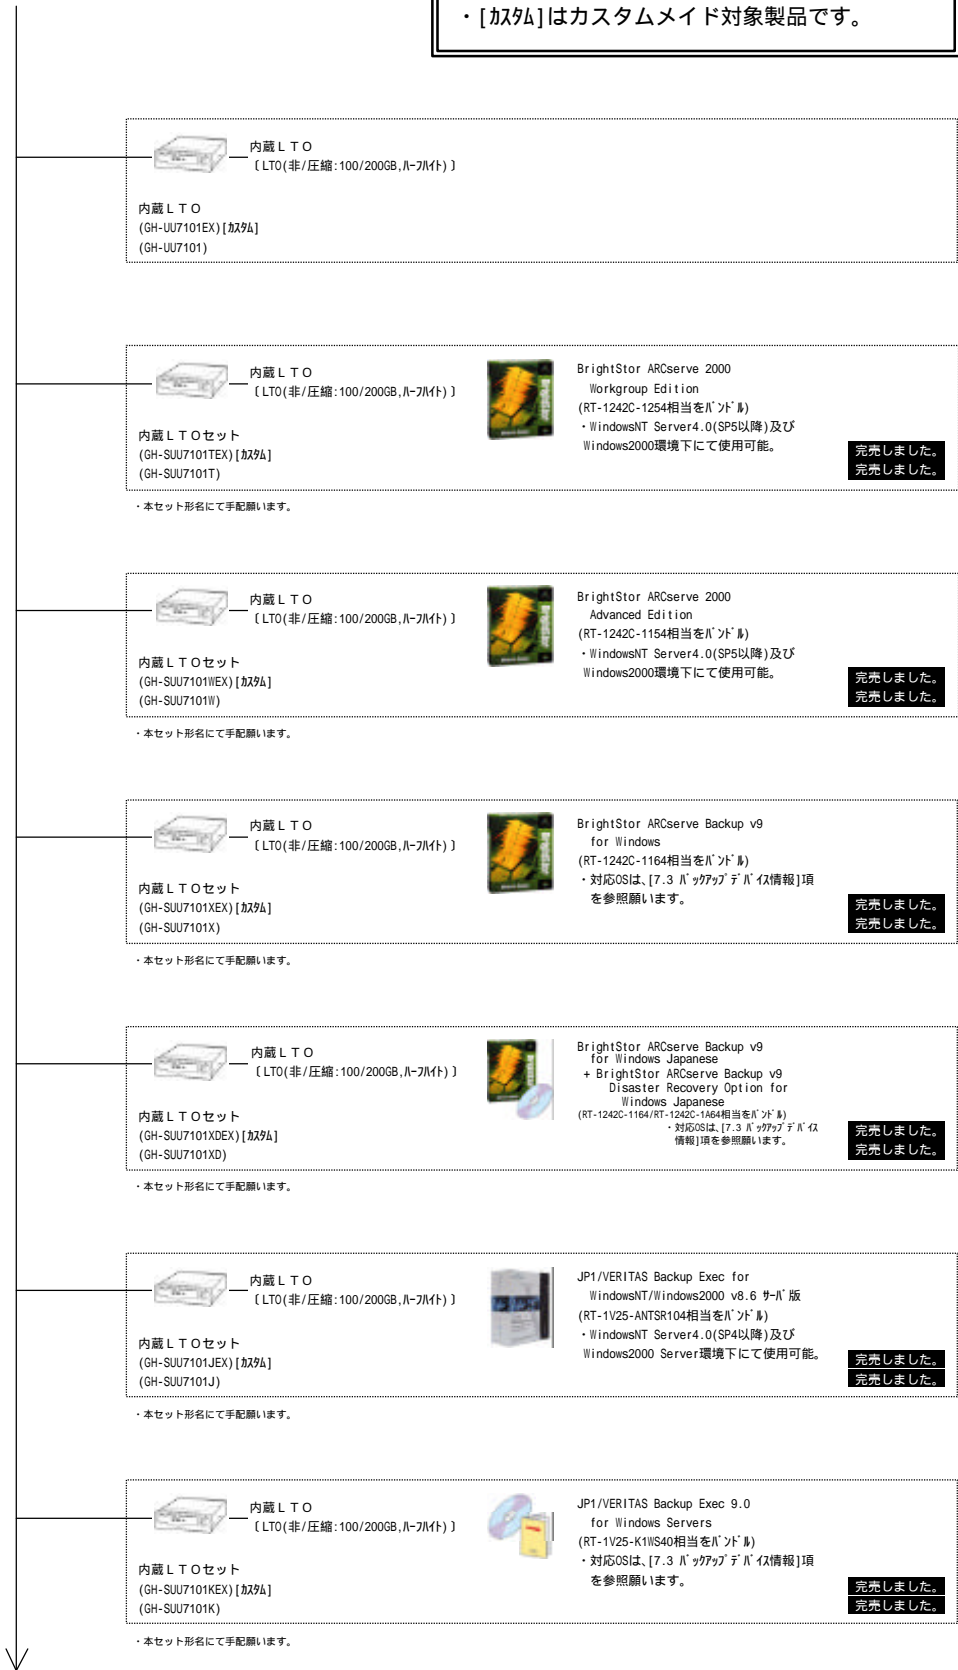 ・[ｶｽﾀﾑ]はカスタムメイド対象製品です。
内蔵ＬＴＯ
〔LTO(非/圧縮:100/200GB,ﾊｰﾌﾊｲﾄ)〕
内蔵ＬＴＯ
(GH-UU7101EX)[ｶｽﾀﾑ]
(GH-UU7101)
内蔵ＬＴＯ
〔LTO(非/圧縮:100/200GB,ﾊｰﾌﾊｲﾄ)〕
内蔵ＬＴＯセット
(GH-SUU7101TEX)[ｶｽﾀﾑ]
(GH-SUU7101T)
BrightStor ARCserve 2000
Workgroup Edition
(RT-1242C-1254相当をﾊﾞﾝﾄﾞﾙ)
・WindowsNT Server4.0(SP5以降)及び
Windows2000環境下にて使用可能。
完売しました。
完売しました。
・本セット形名にて手配願います。
内蔵ＬＴＯ
〔LTO(非/圧縮:100/200GB,ﾊｰﾌﾊｲﾄ)〕
内蔵ＬＴＯセット
(GH-SUU7101WEX)[ｶｽﾀﾑ]
(GH-SUU7101W)
BrightStor ARCserve 2000
Advanced Edition
(RT-1242C-1154相当をﾊﾞﾝﾄﾞﾙ)
・WindowsNT Server4.0(SP5以降)及び
Windows2000環境下にて使用可能。
完売しました。
完売しました。
・本セット形名にて手配願います。
内蔵ＬＴＯ
〔LTO(非/圧縮:100/200GB,ﾊｰﾌﾊｲﾄ)〕
内蔵ＬＴＯセット
(GH-SUU7101XEX)[ｶｽﾀﾑ]
(GH-SUU7101X)
BrightStor ARCserve Backup v9
for Windows
(RT-1242C-1164相当をﾊﾞﾝﾄﾞﾙ)
・対応OSは、[7.3 ﾊﾞｯｸｱｯﾌﾟﾃﾞﾊﾞｲｽ情報]項
を参照願います。
完売しました。
完売しました。
・本セット形名にて手配願います。
内蔵ＬＴＯ
〔LTO(非/圧縮:100/200GB,ﾊｰﾌﾊｲﾄ)〕
内蔵ＬＴＯセット
(GH-SUU7101XDEX)[ｶｽﾀﾑ]
(GH-SUU7101XD)
BrightStor ARCserve Backup v9
for Windows Japanese
+ BrightStor ARCserve Backup v9
Disaster Recovery Option for
Windows Japanese
(RT-1242C-1164/RT-1242C-1A64相当をﾊﾞﾝﾄﾞﾙ)
・対応OSは、[7.3 ﾊﾞｯｸｱｯﾌﾟﾃﾞﾊﾞｲｽ
情報]項を参照願います。
完売しました。
完売しました。
・本セット形名にて手配願います。
内蔵ＬＴＯ
〔LTO(非/圧縮:100/200GB,ﾊｰﾌﾊｲﾄ)〕
内蔵ＬＴＯセット
(GH-SUU7101JEX)[ｶｽﾀﾑ]
(GH-SUU7101J)
JP1/VERITAS Backup Exec for
WindowsNT/Windows2000 v8.6 ｻｰﾊﾞ版
(RT-1V25-ANTSR104相当をﾊﾞﾝﾄﾞﾙ)
・WindowsNT Server4.0(SP4以降)及び
Windows2000 Server環境下にて使用可能。
完売しました。
完売しました。
・本セット形名にて手配願います。
内蔵ＬＴＯ
〔LTO(非/圧縮:100/200GB,ﾊｰﾌﾊｲﾄ)〕
内蔵ＬＴＯセット
(GH-SUU7101KEX)[ｶｽﾀﾑ]
(GH-SUU7101K)
JP1/VERITAS Backup Exec 9.0
for Windows Servers
(RT-1V25-K1WS40相当をﾊﾞﾝﾄﾞﾙ)
・対応OSは、[7.3 ﾊﾞｯｸｱｯﾌﾟﾃﾞﾊﾞｲｽ情報]項
を参照願います。
完売しました。
完売しました。
・本セット形名にて手配願います。